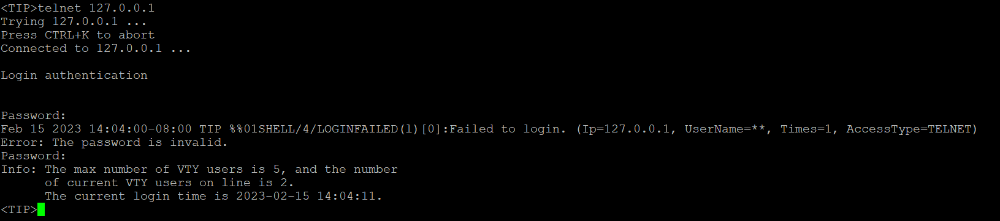 <TIP>telnet 127.0.0.1
Trying 127.0.0.1 ...
Press CTRL+K to abort
Connected to 127.0.0.1 ...
Login authentication
Password:
Feb 15 2023 14:04:00-08:00 TIP %%01SHELL/4/LOGINFAILED(l)[0]:Failed to login. (Ip=127.0.0.1, UserName=**, Times=1, AccessType=TELNET)
Error: The password is invalid.
Password:
Info: The max number of VTY users is 5, and the number
      of current VTY users on line is 2.
      The current login time is 2023-02-15 14:04:11.
<TIP>